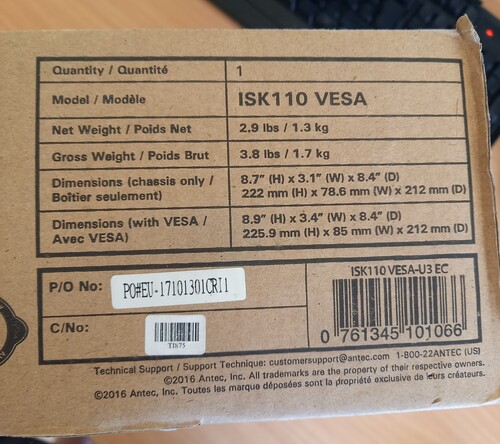 Quantity / Quantité 1
Model / Modèle ISK110 VESA
Net Weight / Poids Net 2.9 lbs / 1.3 kg
Gross Weight / Poids Brut 3.8 lbs / 1.7 kg
Dimensions (chassis only / 8.7” (H) x 3.1” (W) x 8.4” (D)
Boîtier seulement) 222 mm (H) x 78.6 mm (W) x 212 mm (D)
Dimensions (with VESA / 8.9” (H) x 3.4” (W) x 8.4” (D)
Avec VESA) 225.9 mm (H) x 85 mm (W) x 212 mm (D)
P/O No: PO#EU-17101301CRI1
C/No:
ISK110 VESA-U3 EC
0 761345 101066
Technical Support / Support Technique: customersupport@antec.com 1-800-22ANTEC (US)
©2016 Antec, Inc. All trademarks are the property of their respective owners.
©2016 Antec, Inc. Toutes les marque déposées sont la propriété exclusive de leurs créateurs.